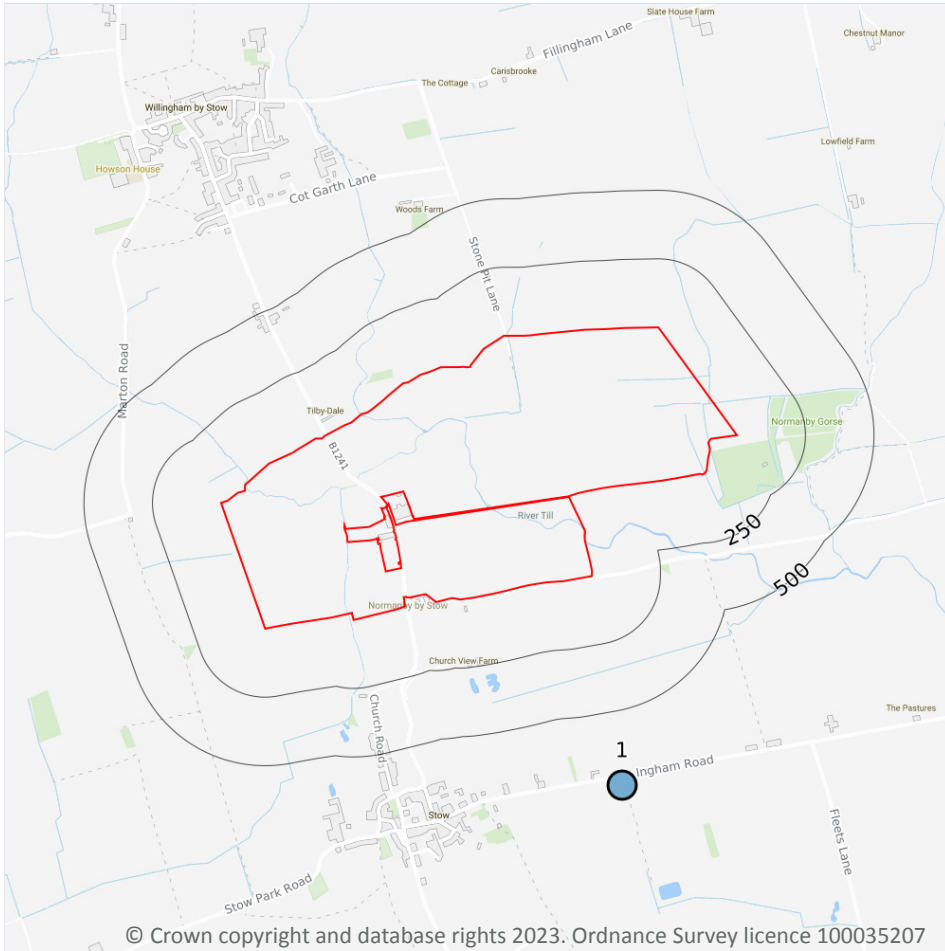 Slate House Farm
Fillingham Lane
Chestnut Manor
Carisbrooke
The Cottage
Willingham by Stow
Lowfield Farm
Howson House
Cot Garth Lane
Woods Farm
Stone Pit Lane
Marton Road
Tilby-Dale
B1241
Normanby Gorse
River Till
250
500
Normanby by Stow
Church View Farm
Church Road
The Pastures
1
Ingham Road
Stow
Fleets Lane
Stow Park Road
© Crown copyright and database rights 2023. Ordnance Survey licence 100035207